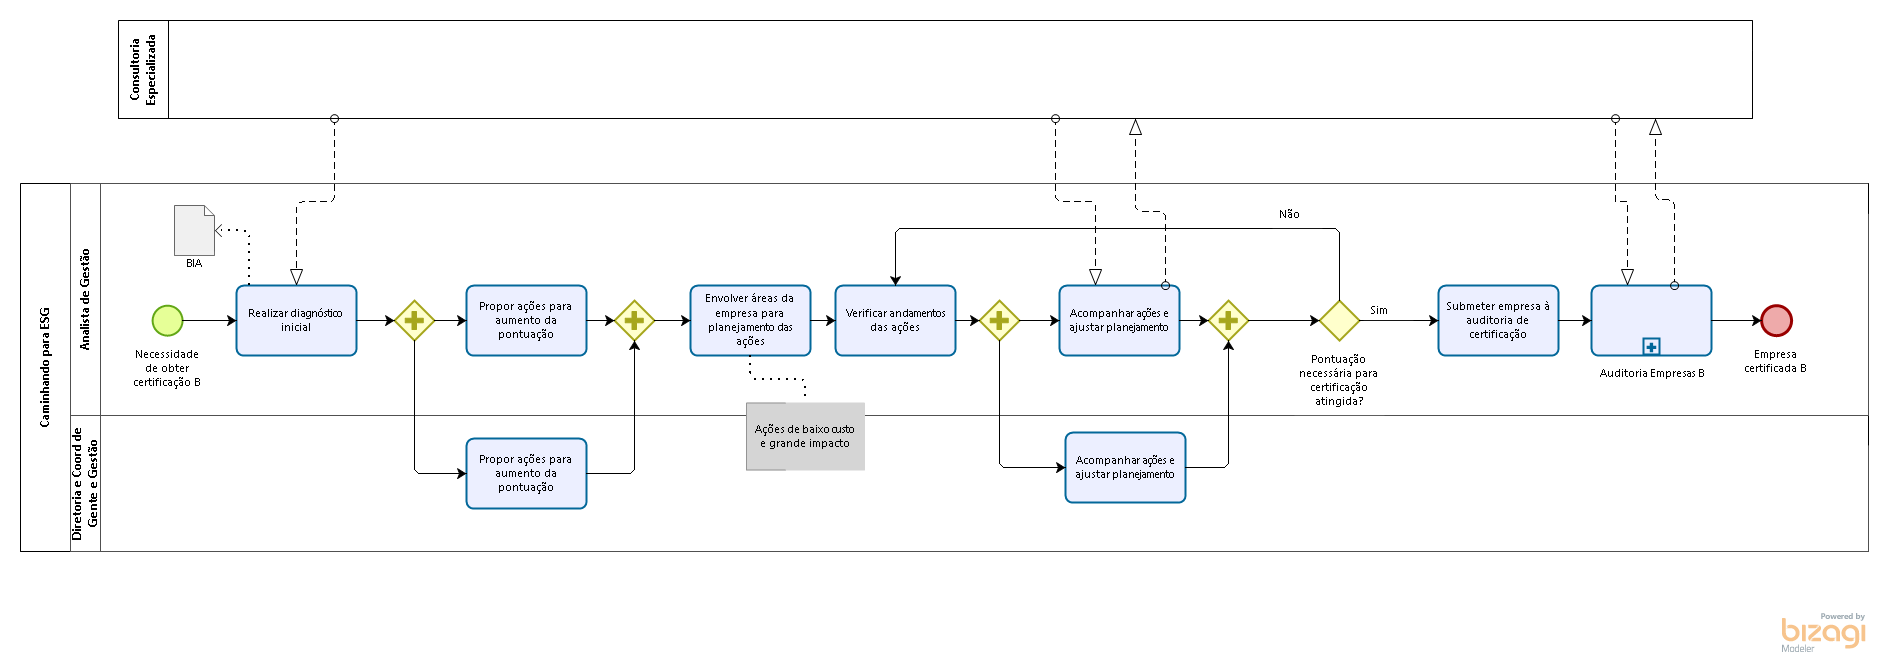 Consultoria
Especializada
Caminhando para ESG
Analista de Gestão
Diretoria e Coord de
Gente e Gestão
BIA
Necessidade
de obter
certificação B
Realizar diagnóstico
inicial
Propor ações para
aumento da
pontuação
Propor ações para
aumento da
pontuação
Envolver áreas da
empresa para
planejamento das
ações
Ações de baixo custo
e grande impacto
Verificar andamentos
das ações
Acompanhar ações e
ajustar planejamento
Acompanhar ações e
ajustar planejamento
Não
Sim
Pontuação
necessária para
certificação
atingida?
Submeter empresa à
auditoria de
certificação
Auditoria Empresas B
Empresa
certificada B
Powered by
bizagi
Modeler